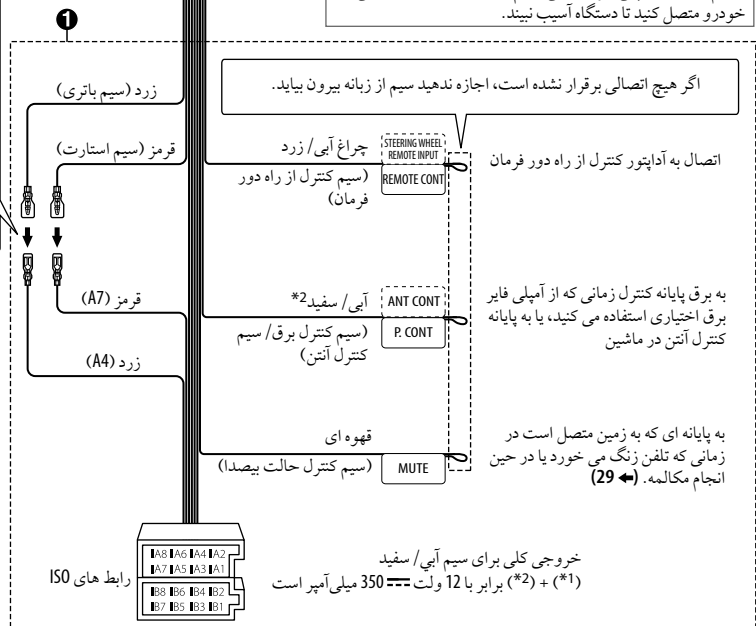 خودرو متصل کنید تا دستگاه آسیب نبیند.
1
اگر هیچ اتصالی برقرار نشده است، اجازه ندهید سیم از زبانه بیرون بیاید.
زرد (سیم باتری)
قرمز (سیم استارت)
چراغ آبی/ زرد
(سیم کنترل از راه دور
فرمان)
STEERING WHEEL
REMOTE INPUT
REMOTE CONT
اتصال به آداپتور کنترل از راه دور فرمان
قرمز (A7)
زرد (A4)
آبی/ سفید2*
(سیم کنترل برق/ سیم
کنترل آنتن)
ANT CONT
P. CONT
به برق پایانه کنترل زمانی که از آمپلی فایر
برق اختیاری استفاده می کنید، یا به پایانه
کنترل آنتن در ماشین
قهوه ای
(سیم کنترل حالت بیصدا)
MUTE
به پایانه ای که به زمین متصل است در
زمانی که تلفن زنگ می خورد یا در حین
انجام مکالمه. (➜ 29)
رابط های ISO
A8 A6 A4 A2
A7 A5 A3 A1
B8 B6 B4 B2
B7 B5 B3 B1
خروجی کلی برای سیم آبي/ سفید
(1*) + (2*) برابر با 12 ولت ⎓ 350 میلی‌آمپر است